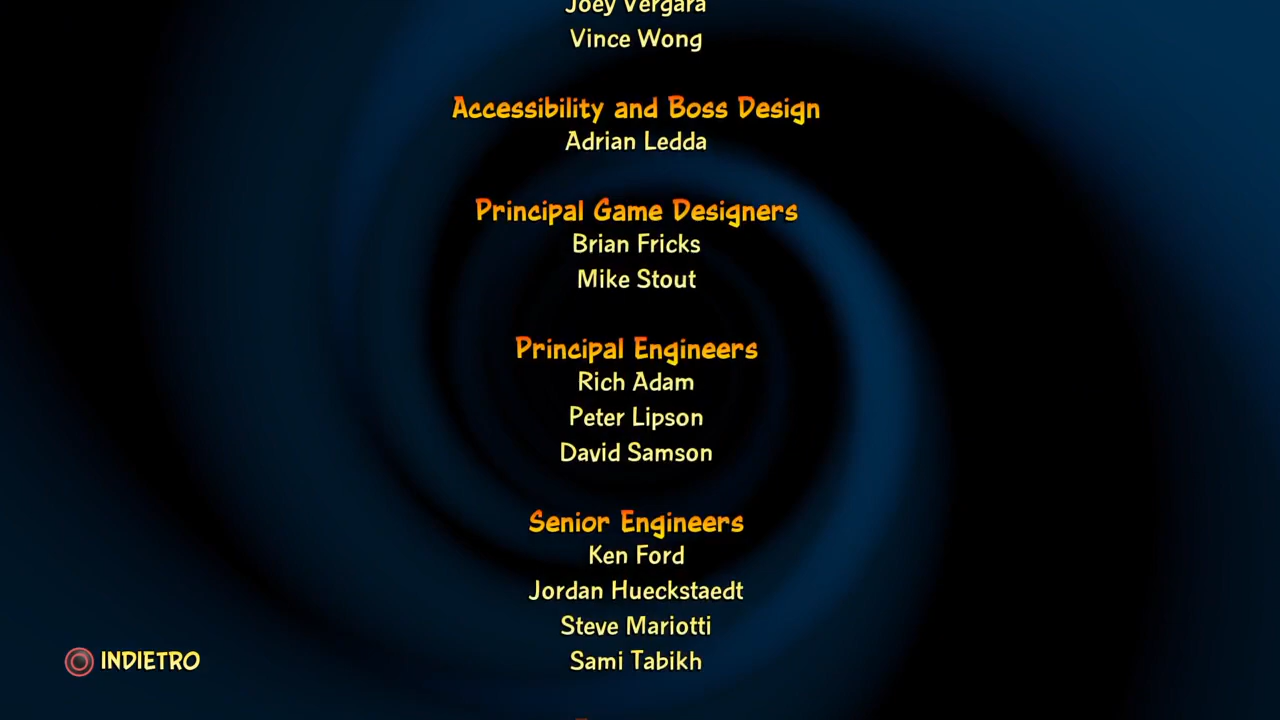 Joey Vergara
Vince Wong
Accessibility and Boss Design
Adrian Ledda
Principal Game Designers
Brian Fricks
Mike Stout
Principal Engineers
Rich Adam
Peter Lipson
David Samson
Senior Engineers
Ken Ford
Jordan Hueckstaedt
Steve Mariotti
Sami Tabikh
INDIETRO